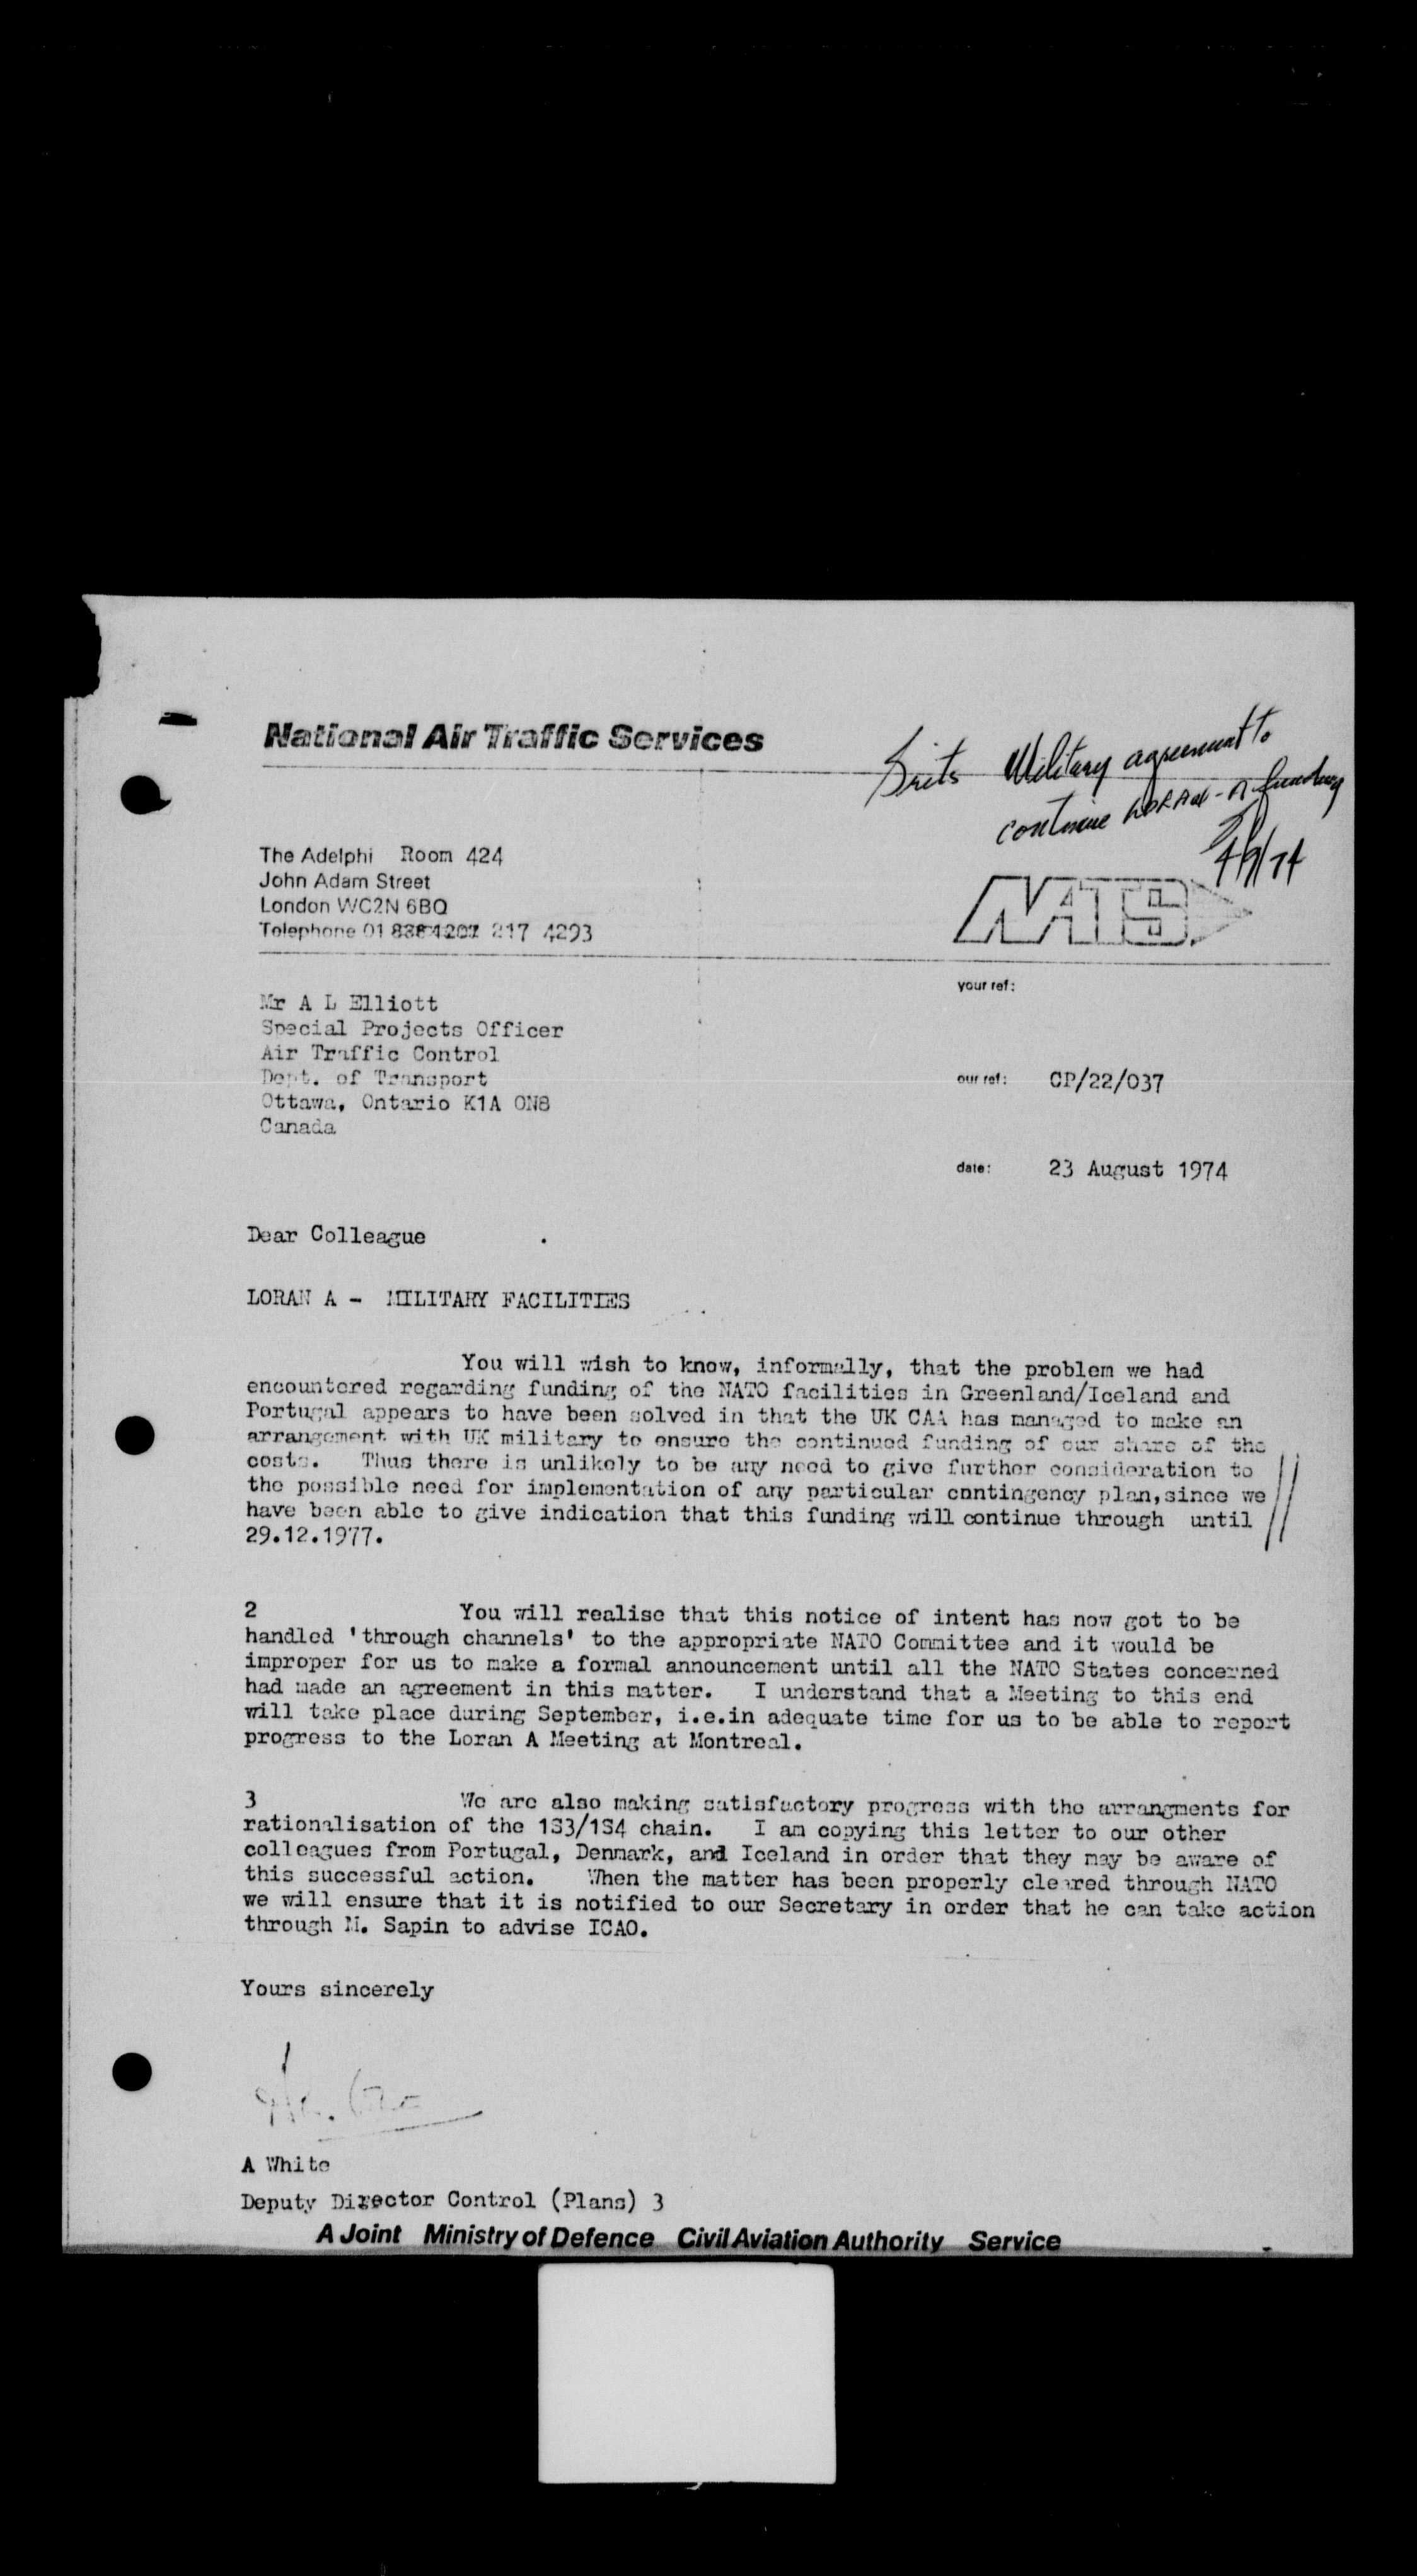 National Air Traffic Services
Brits Military agreement to
continue LORAN-A funding
4/9/74
The Adelphi Room 424
John Adam Street
London WC2N 6BQ
Telephone 01 838 1207 217 4293
NATS
Mr A L Elliott
Special Projects Officer
Air Traffic Control
Dept. of Transport
Ottawa, Ontario K1A ON8
Canada
your ref:
our ref: CP/22/037
date: 23 August 1974
Dear Colleague
LORAN A - MILITARY FACILITIES
You will wish to know, informally, that the problem we had
encountered regarding funding of the NATO facilities in Greenland/Iceland and
Portugal appears to have been solved in that the UK CAA has managed to make an
arrangement with UK military to ensure the continued funding of our share of the
costs. Thus there is unlikely to be any need to give further consideration to
the possible need for implementation of any particular contingency plan,since we
have been able to give indication that this funding will continue through until
29.12.1977.
2 You will realise that this notice of intent has now got to be
handled 'through channels' to the appropriate NATO Committee and it would be
improper for us to make a formal announcement until all the NATO States concerned
had made an agreement in this matter. I understand that a Meeting to this end
will take place during September, i.e.in adequate time for us to be able to report
progress to the Loran A Meeting at Montreal.
3 We are also making satisfactory progress with the arrangments for
rationalisation of the 1S3/1S4 chain. I am copying this letter to our other
colleagues from Portugal, Denmark, and Iceland in order that they may be aware of
this successful action. When the matter has been properly cleared through NATO
we will ensure that it is notified to our Secretary in order that he can take action
through M. Sapin to advise ICAO.
Yours sincerely
A White
Deputy Director Control (Plans) 3
A Joint Ministry of Defence Civil Aviation Authority Service